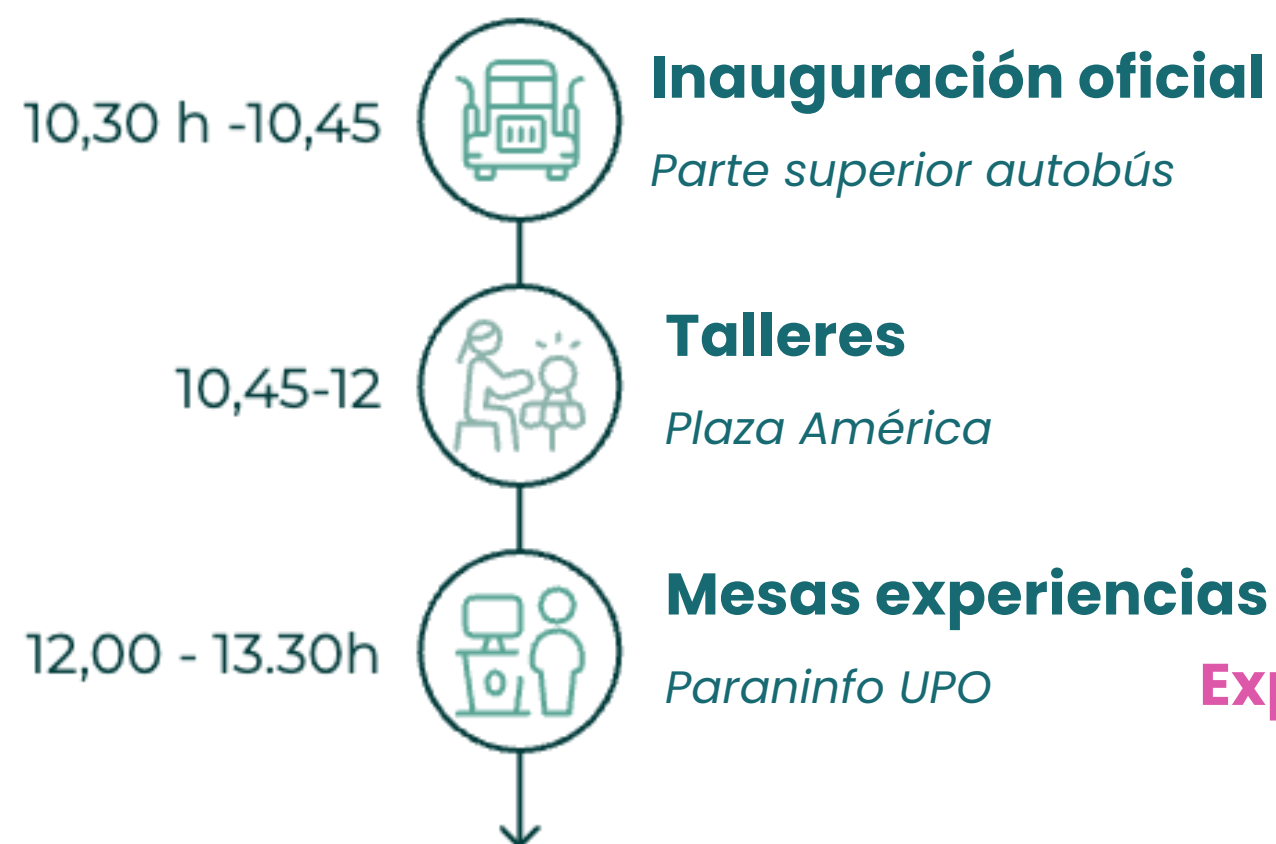 10,30 h -10,45
Inauguración oficial
Parte superior autobús
10,45-12
Talleres
Plaza América
12,00 - 13.30h
Mesas experiencias
Paraninfo UPO